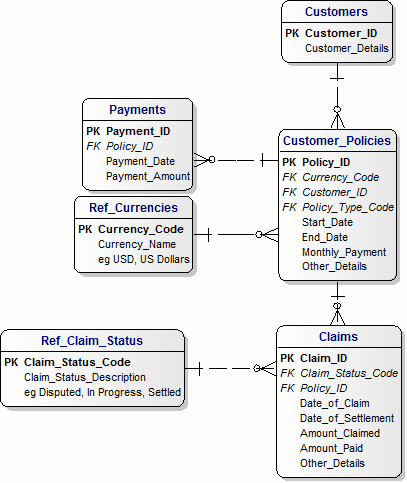 Customers
PK Customer_ID
Customer_Details
Payments
PK Payment_ID
FK Policy_ID
Payment_Date
Payment_Amount
Customer_Policies
PK Policy_ID
FK Currency_Code
FK Customer_ID
FK Policy_Type_Code
Start_Date
End_Date
Monthly_Payment
Other_Details
Ref_Currencies
PK Currency_Code
Currency_Name
eg USD, US Dollars
Ref_Claim_Status
PK Claim_Status_Code
Claim_Status_Description
eg Disputed, In Progress, Settled
Claims
PK Claim_ID
FK Claim_Status_Code
FK Policy_ID
Date_of_Claim
Date_of_Settlement
Amount_Claimed
Amount_Paid
Other_Details